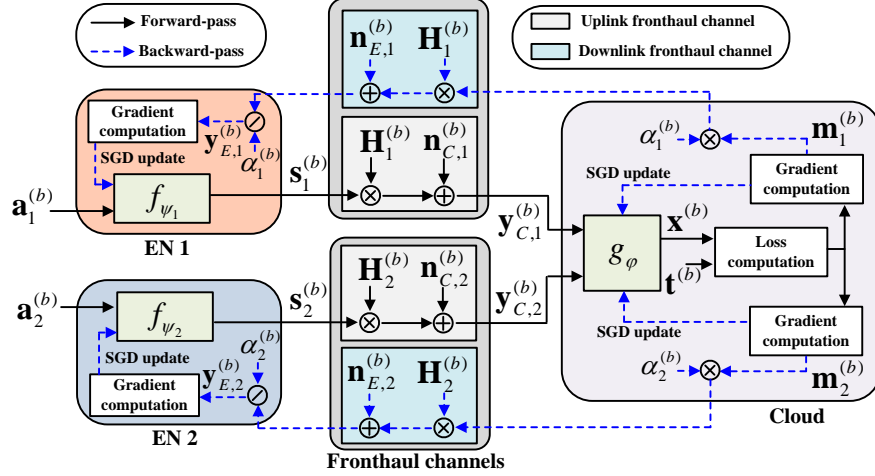 Forward-pass
Backward-pass
Uplink fronthaul channel
Downlink fronthaul channel
n_{E,1}^{(b)} H_1^{(b)}
Gradient computation
y_{E,1}^{(b)} α_1^{(b)}
SGD update
a_1^{(b)}
f_{ψ_1}
s_1^{(b)}
EN 1
H_1^{(b)} n_{C,1}^{(b)}
y_{C,1}^{(b)}
α_1^{(b)} m_1^{(b)}
SGD update
Gradient computation
g_φ
x^{(b)}
t^{(b)}
Loss computation
a_2^{(b)}
f_{ψ_2}
s_2^{(b)}
H_2^{(b)} n_{C,2}^{(b)}
y_{C,2}^{(b)}
SGD update
Gradient computation
α_2^{(b)} m_2^{(b)}
SGD update
Gradient computation
y_{E,2}^{(b)} α_2^{(b)}
EN 2
n_{E,2}^{(b)} H_2^{(b)}
Cloud
Fronthaul channels